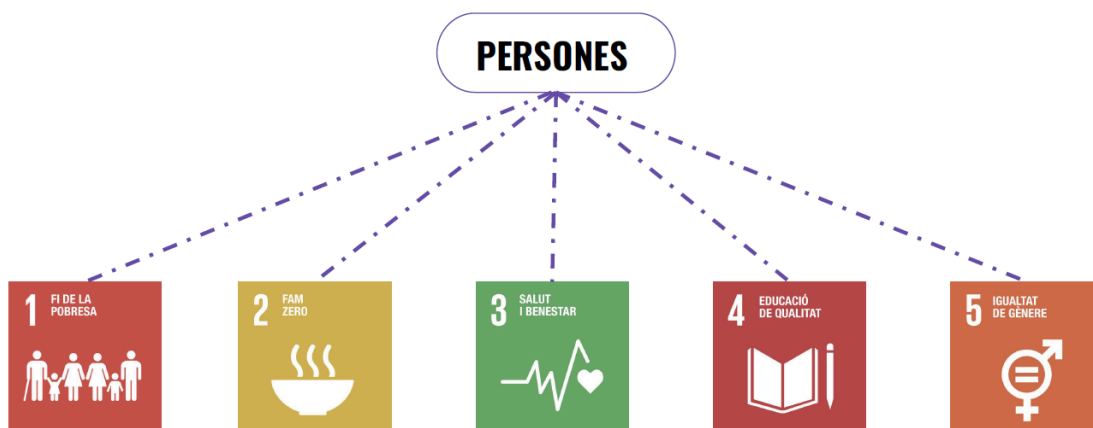 PERSONES
1 FI DE LA
POBRESA
2 FAM
ZERO
3 SALUT
I BENESTAR
4 EDUCACIÓ
DE QUALITAT
5 IGUALTAT
DE GÈNERE